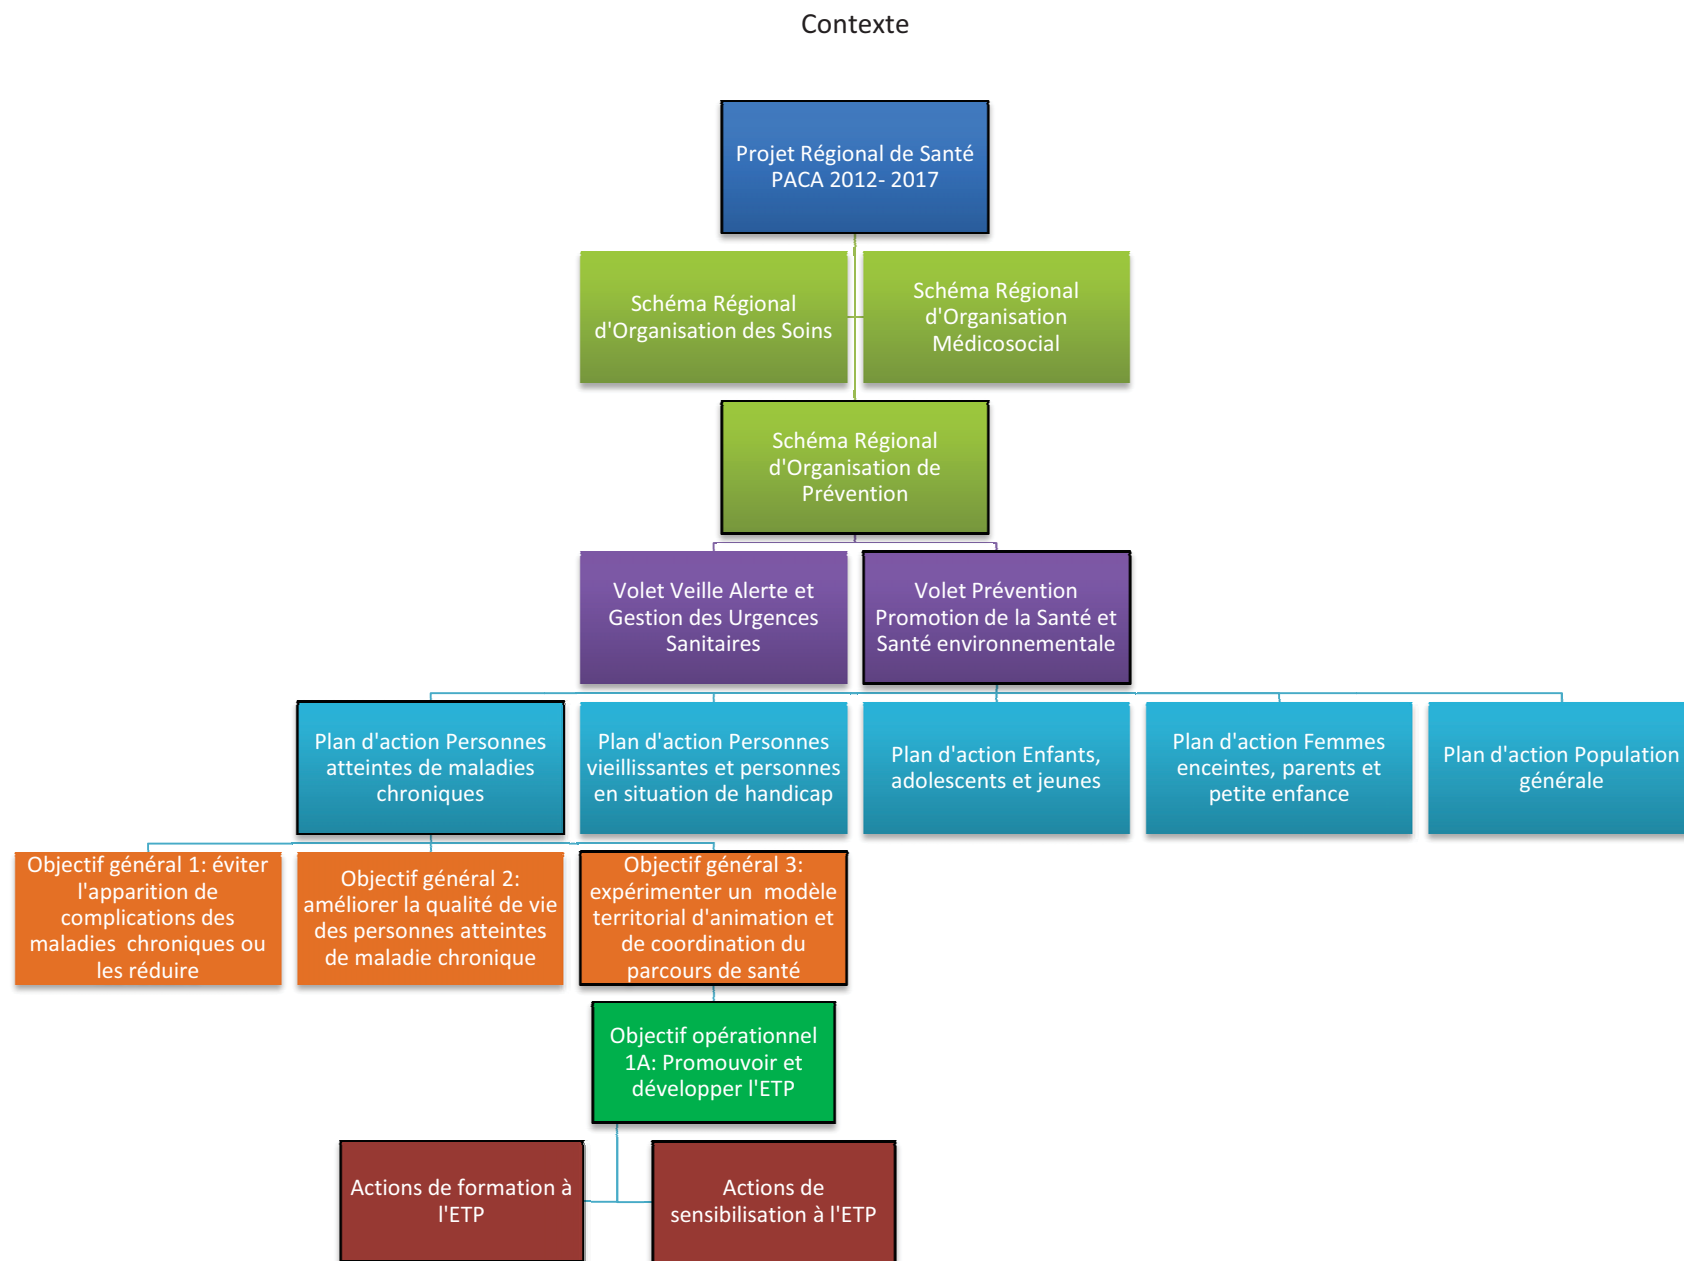 Contexte
Projet Régional de Santé
PACA 2012- 2017
Schéma Régional
d'Organisation des Soins
Schéma Régional
d'Organisation
Médicosocial
Schéma Régional
d'Organisation de
Prévention
Volet Veille Alerte et
Gestion des Urgences
Sanitaires
Volet Prévention
Promotion de la Santé et
Santé environnementale
Plan d'action Personnes
atteintes de maladies
chroniques
Plan d'action Personnes
vieillissantes et personnes
en situation de handicap
Plan d'action Enfants,
adolescents et jeunes
Plan d'action Femmes
enceintes, parents et
petite enfance
Plan d'action Population
générale
Objectif général 1: éviter
l'apparition de
complications des
maladies  chroniques ou
les réduire
Objectif général 2:
améliorer la qualité de vie
des personnes atteintes
de maladie chronique
Objectif général 3:
expérimenter un  modèle
territorial d'animation et
de coordination du
parcours de santé
Objectif opérationnel
1A: Promouvoir et
développer l'ETP
Actions de formation à
l'ETP
Actions de
sensibilisation à l'ETP